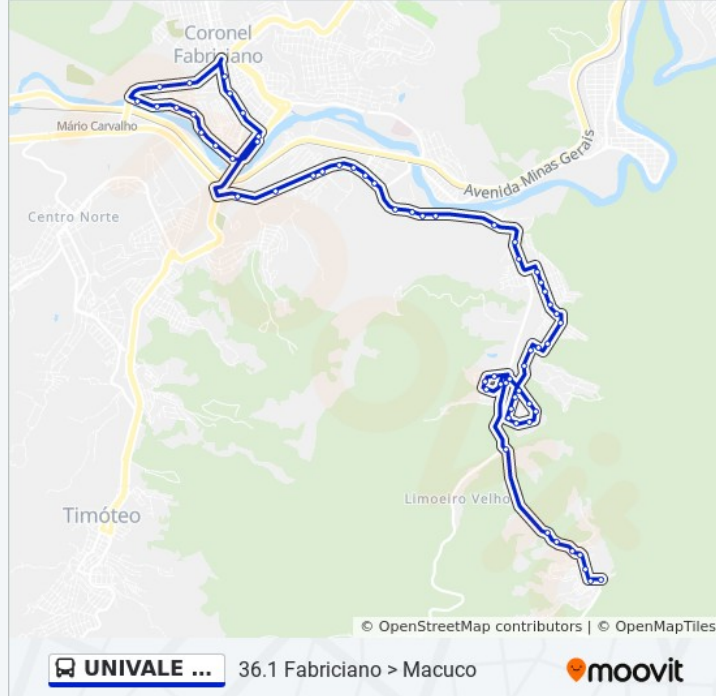 Coronel
Fabriciano
Mário Carvalho
Avenida Minas Gerais
Centro Norte
Limoeiro Velho
Timóteo
© OpenStreetMap contributors | © OpenMapTiles
UNIVALE ...
36.1 Fabriciano > Macuco
moovit